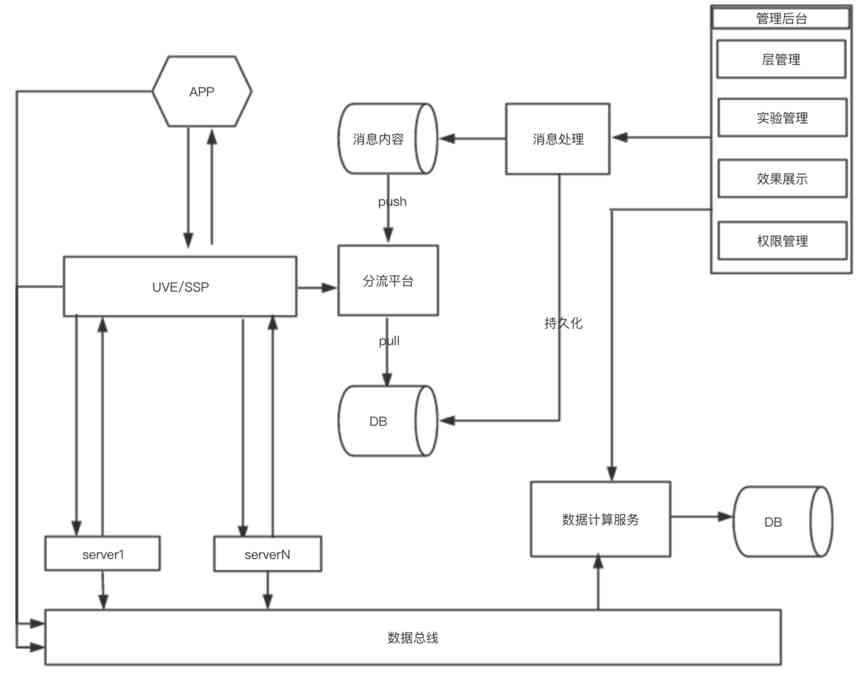 管理后台
层管理
APP
实验管理
消息内容
消息处理
效果展示
push
权限管理
UVE/SSP
分流平台
持久化
pull
DB
数据计算服务
DB
server1
serverN
数据总线